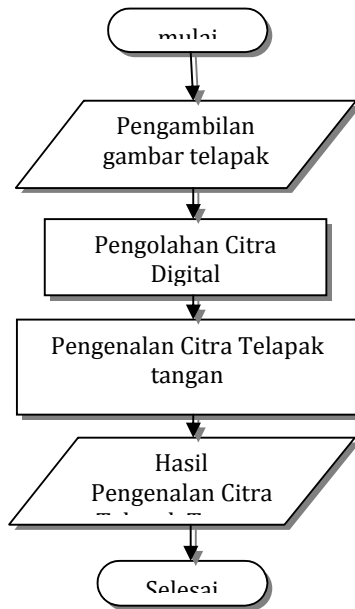 mulai
Pengambilan
gambar telapak
Pengolahan Citra
Digital
Pengenalan Citra Telapak
tangan
Hasil
Pengenalan Citra
Selesai